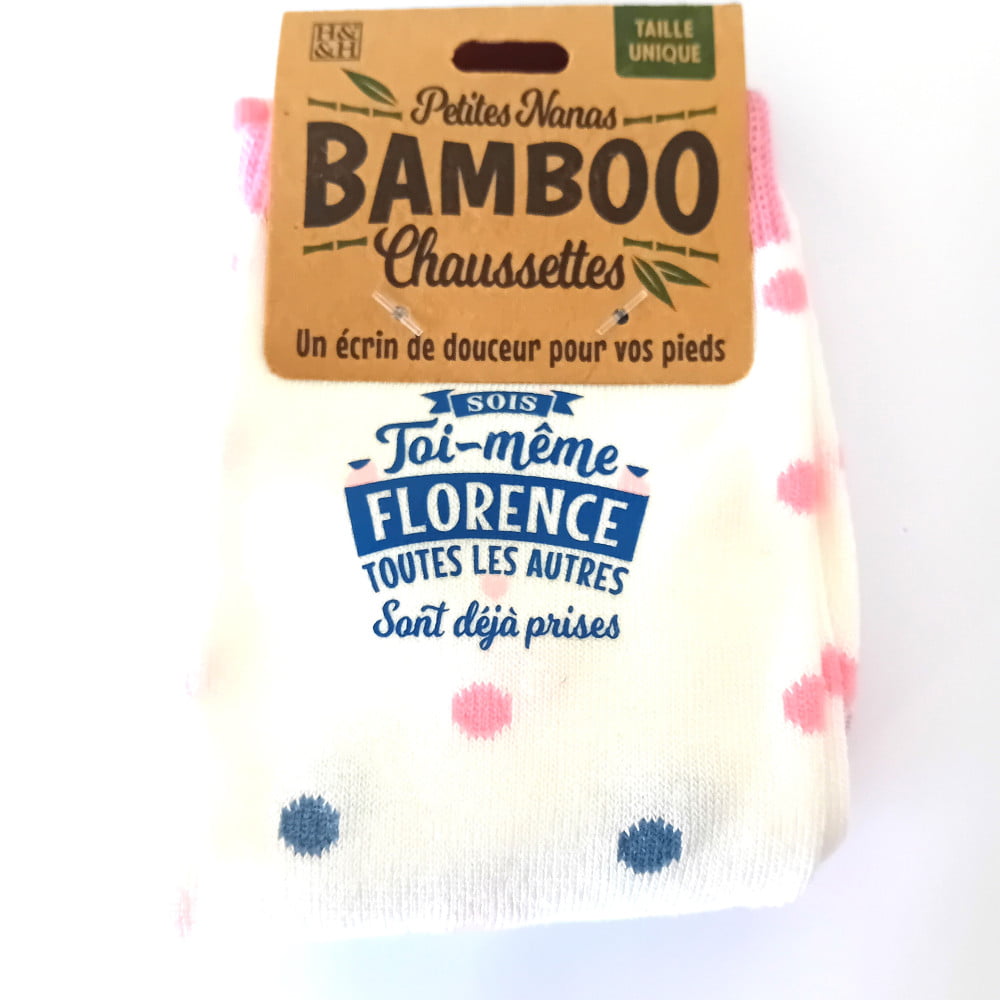 H&
&H
TAILLE
UNIQUE
Petites Nanas
BAMBOO
Chaussettes
Un écrin de douceur pour vos pieds
SOIS
Toi-même
FLORENCE
TOUTES LES AUTRES
Sont déjà prises